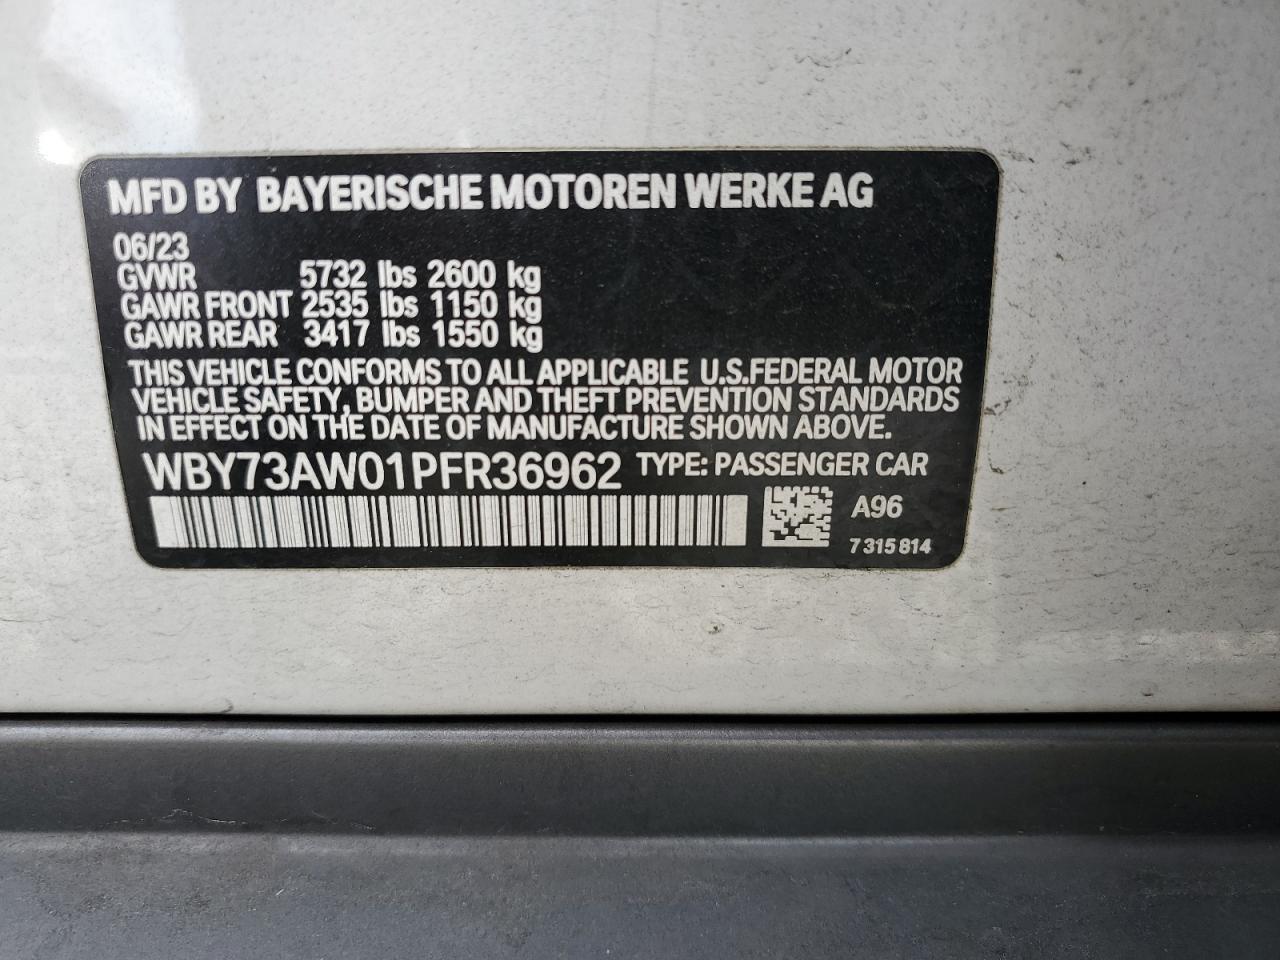 MFD BY BAYERISCHE MOTOREN WERKE AG
06/23
GVWR 5732 lbs 2600 kg
GAWR FRONT 2535 lbs 1150 kg
GAWR REAR 3417 lbs 1550 kg
THIS VEHICLE CONFORMS TO ALL APPLICABLE U.S.FEDERAL MOTOR
VEHICLE SAFETY, BUMPER AND THEFT PREVENTION STANDARDS
IN EFFECT ON THE DATE OF MANUFACTURE SHOWN ABOVE.
WBY73AW01PFR36962 TYPE: PASSENGER CAR
A96
7 315 814